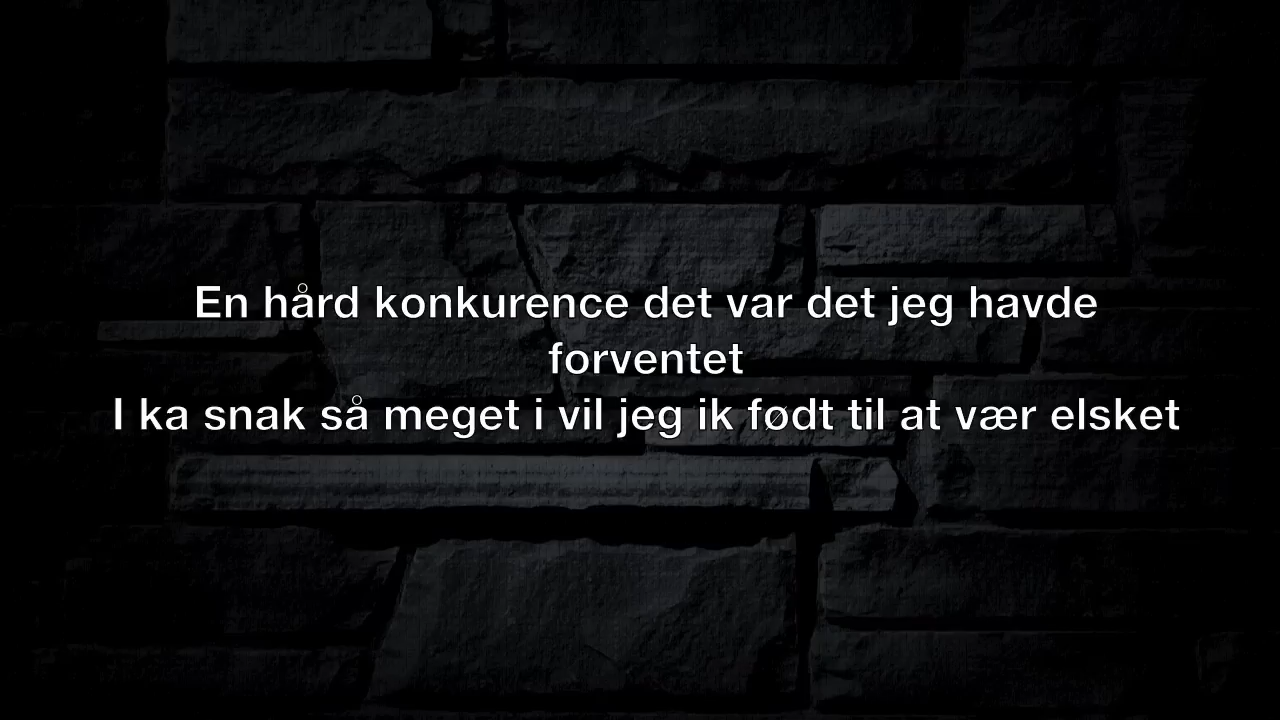 En hård konkurence det var det jeg havde
forventet
I ka snak så meget i vil jeg ik født til at vær elsket